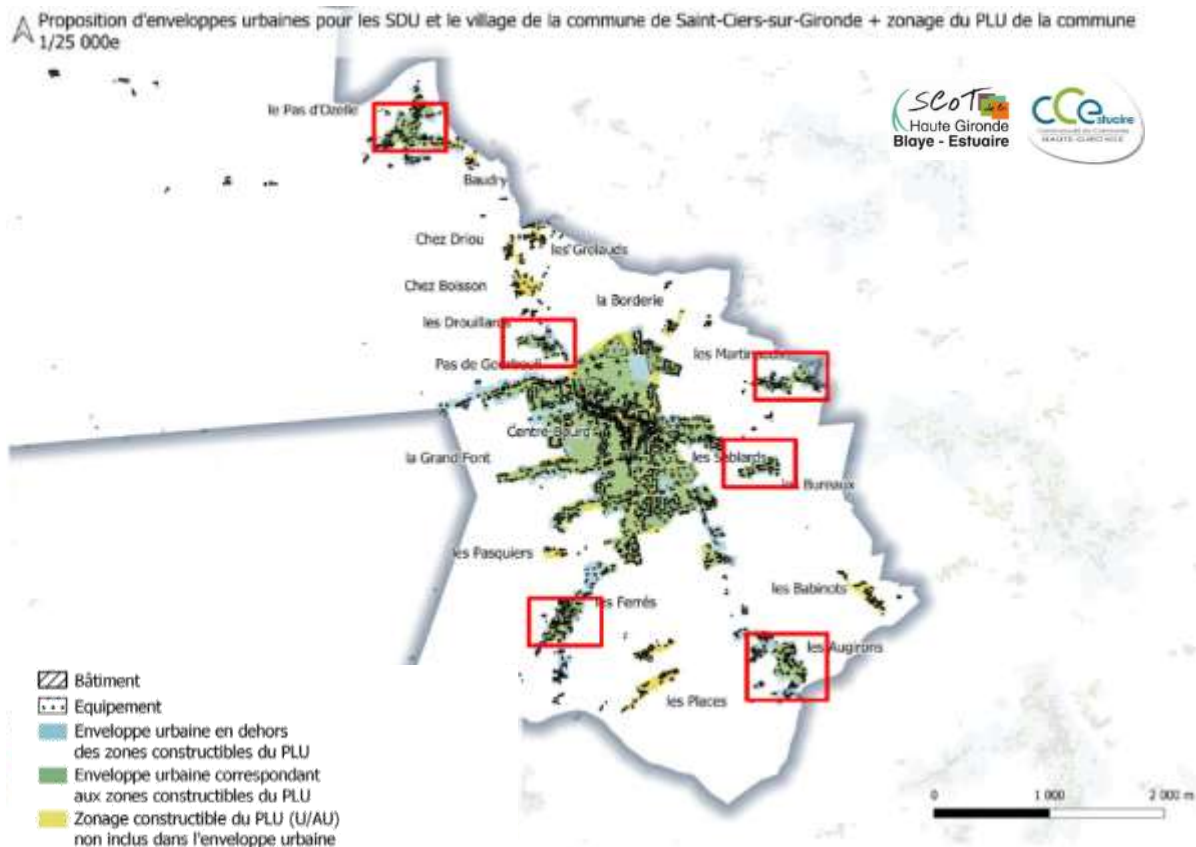 Proposition d'enveloppes urbaines pour les SDU et le village de la commune de Saint-Ciers-sur-Gironde + zonage du PLU de la commune
1/25 000e
SCoT
Haute Gironde
Blaye - Estuaire
CCEstuaire
le Pas d'Ozelle
Baudry
Chez Driou
les Grolauds
Chez Boisson
la Borderie
les Drouillards
Pas de
les
Centre Bourg
la Grand Font
les Sablards
Bureaux
les Pasquiers
les Babinots
les Ferrés
les Augirons
les Places
Bâtiment
Equipement
Enveloppe urbaine en dehors
des zones constructibles du PLU
Enveloppe urbaine correspondant
aux zones constructibles du PLU
Zonage constructible du PLU (U/AU)
non inclus dans l'enveloppe urbaine
0 1 000 2 000 m